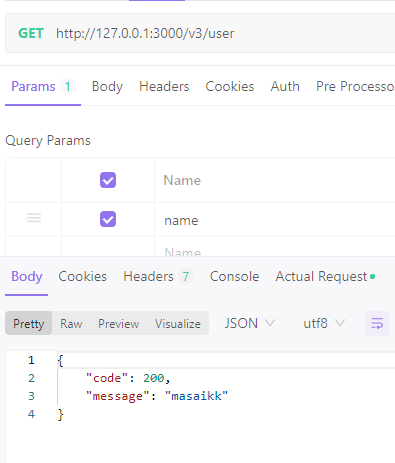 GET http://127.0.0.1:3000/v3/user
Params 1 Body Headers Cookies Auth Pre Processo
Query Params
Name
name
Name
Body Cookies Headers 7 Console Actual Request
Pretty Raw Preview Visualize JSON utf8
1 {
2 "code": 200,
3 "message": "masaikk"
4 }